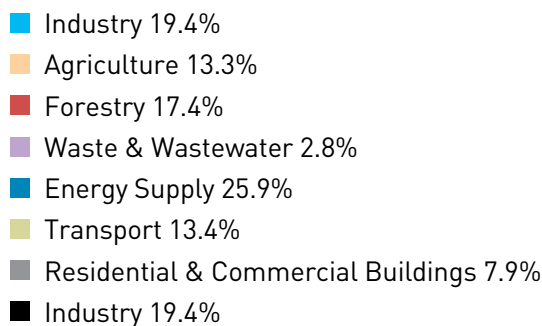 Industry 19.4%
Agriculture 13.3%
Forestry 17.4%
Waste & Wastewater 2.8%
Energy Supply 25.9%
Transport 13.4%
Residential & Commercial Buildings 7.9%
Industry 19.4%